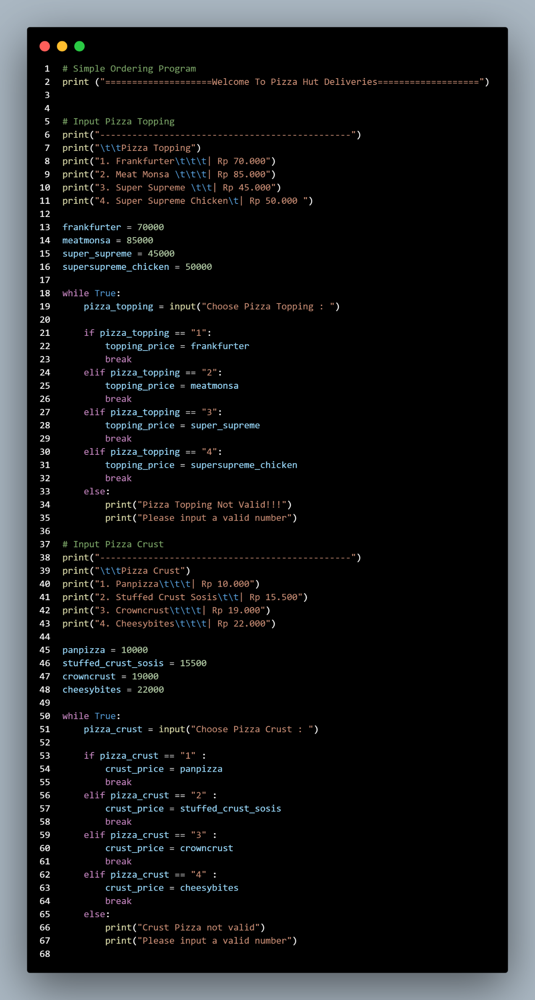 1 # Simple Ordering Program
2 print ("====================Welcome To Pizza Hut Deliveries===================")
3
4
5 # Input Pizza Topping
6 print("-----------------------------------------------")
7 print("\t\tPizza Topping")
8 print("1. Frankfurter\t\t\t| Rp 70.000")
9 print("2. Meat Monsa \t\t\t| Rp 85.000")
10 print("3. Super Supreme \t\t| Rp 45.000")
11 print("4. Super Supreme Chicken\t| Rp 50.000 ")
12
13 frankfurter = 70000
14 meatmonsa = 85000
15 super_supreme = 45000
16 supersupreme_chicken = 50000
17
18 while True:
19     pizza_topping = input("Choose Pizza Topping : ")
20
21     if pizza_topping == "1":
22         topping_price = frankfurter
23         break
24     elif pizza_topping == "2":
25         topping_price = meatmonsa
26         break
27     elif pizza_topping == "3":
28         topping_price = super_supreme
29         break
30     elif pizza_topping == "4":
31         topping_price = supersupreme_chicken
32         break
33     else:
34         print("Pizza Topping Not Valid!!!")
35         print("Please input a valid number")
36
37 # Input Pizza Crust
38 print("-----------------------------------------------")
39 print("\t\tPizza Crust")
40 print("1. Panpizza\t\t\t| Rp 10.000")
41 print("2. Stuffed Crust Sosis\t\t| Rp 15.500")
42 print("3. Crowncrust\t\t\t| Rp 19.000")
43 print("4. Cheesybites\t\t\t| Rp 22.000")
44
45 panpizza = 10000
46 stuffed_crust_sosis = 15500
47 crowncrust = 19000
48 cheesybites = 22000
49
50 while True:
51     pizza_crust = input("Choose Pizza Crust : ")
52
53     if pizza_crust == "1" :
54         crust_price = panpizza
55         break
56     elif pizza_crust == "2" :
57         crust_price = stuffed_crust_sosis
58         break
59     elif pizza_crust == "3" :
60         crust_price = crowncrust
61         break
62     elif pizza_crust == "4" :
63         crust_price = cheesybites
64         break
65     else:
66         print("Crust Pizza not valid")
67         print("Please input a valid number")
68